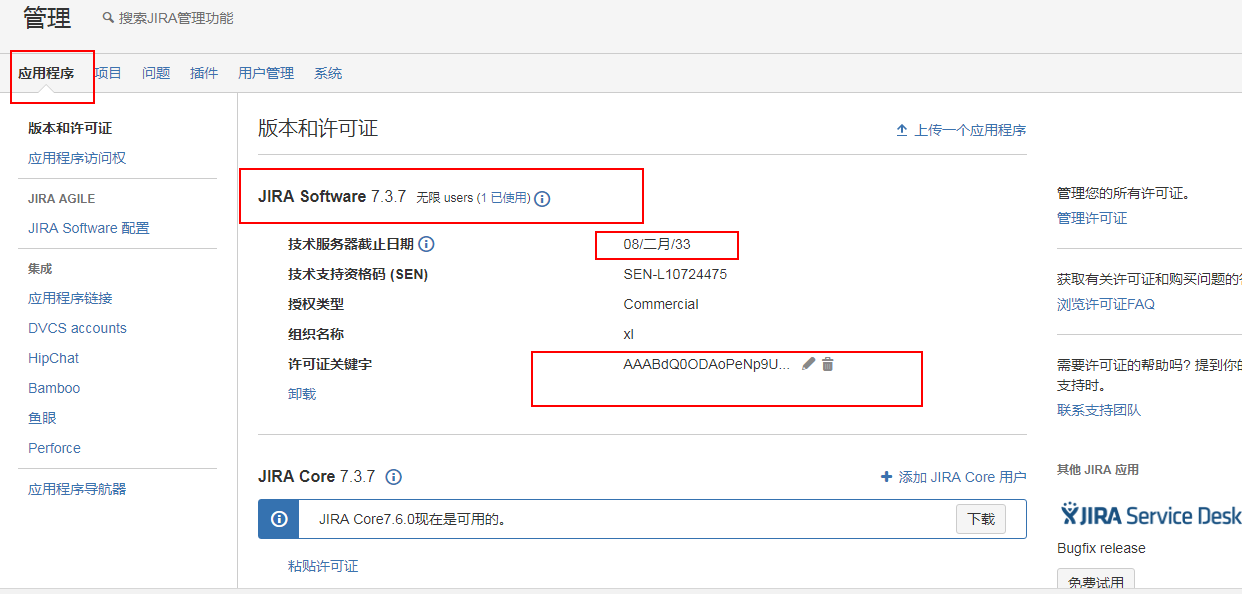 管理
搜索JIRA管理功能
应用程序 项目 问题 插件 用户管理 系统
版本和许可证
应用程序访问权
JIRA AGILE
JIRA Software 配置
集成
应用程序链接
DVCS accounts
HipChat
Bamboo
鱼眼
Perforce
应用程序导航器
版本和许可证
上传一个应用程序
JIRA Software 7.3.7 无限 users (1 已使用)
技术服务器截止日期 08/二月/33
技术支持资格码 (SEN) SEN-L10724475
授权类型 Commercial
组织名称 xl
许可证关键字 AAABdQ0ODAoPeNp9U...
卸载
JIRA Core 7.3.7
添加 JIRA Core 用户
JIRA Core7.6.0现在是可用的。
下载
粘贴许可证
管理您的所有许可证。
管理许可证
获取有关许可证和购买问题的
浏览许可证FAQ
需要许可证的帮助吗? 提到你的
支持时。
联系支持团队
其他 JIRA 应用
JIRA Service Desk
Bugfix release
免费试用